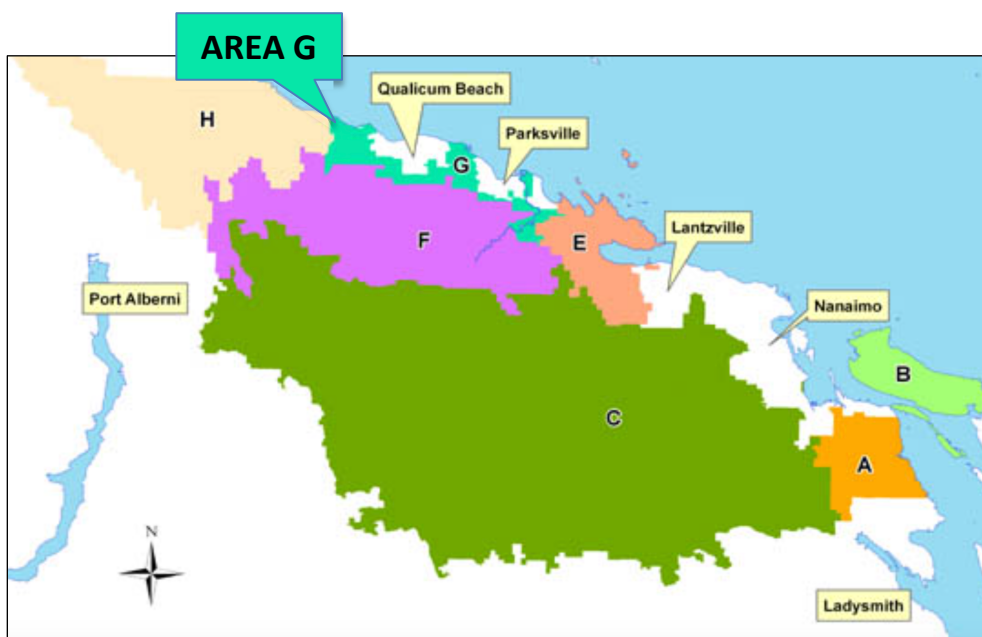 AREA G
Qualicum Beach
H
Parksville
G
Lantzville
F
E
Port Alberni
Nanaimo
B
C
A
N
Ladysmith